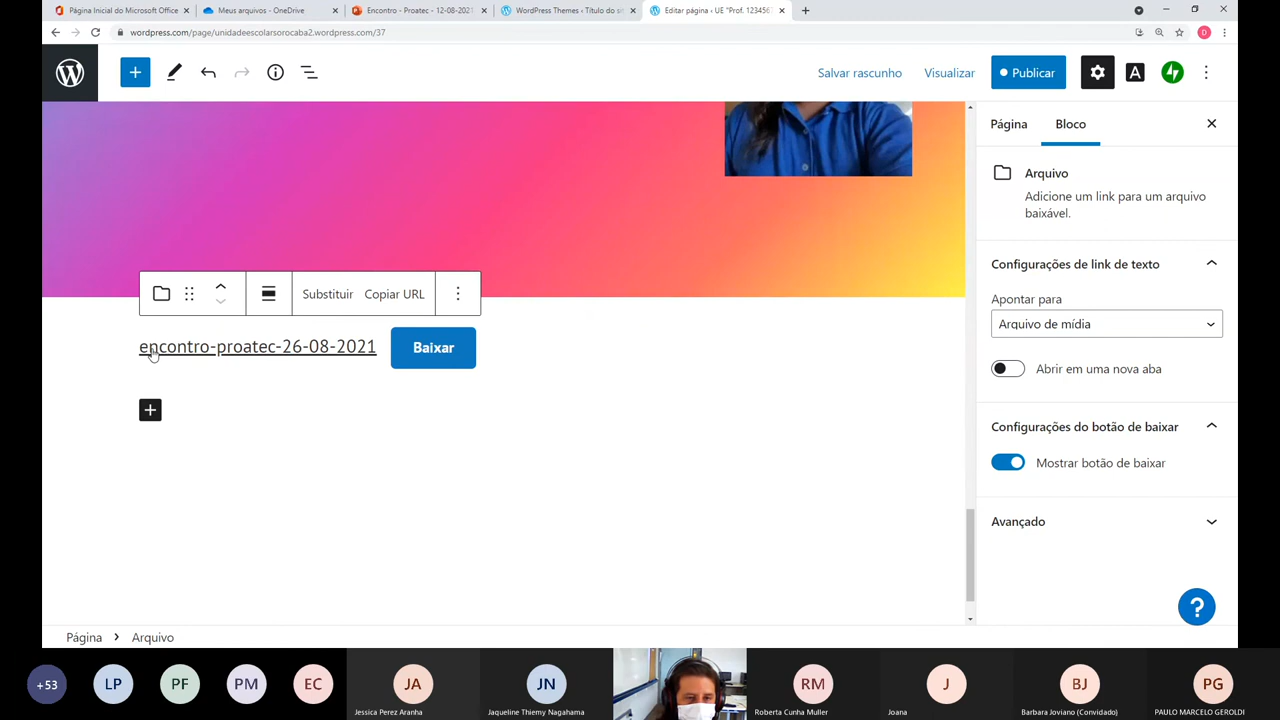 Página Inicial do Microsoft Office
Meus arquivos - OneDrive
Encontro - Proatec - 12-08-2021
WordPress Themes ‹ Título do si
Editar página ‹ UE "Prof. 123456
D
wordpress.com/page/unidadeescolarsorocaba2.wordpress.com/37
Salvar rascunho
Visualizar
Publicar
A
Página
Bloco
Arquivo
Adicione um link para um arquivo
baixável.
Configurações de link de texto
Apontar para
Arquivo de mídia
Abrir em uma nova aba
Configurações do botão de baixar
Mostrar botão de baixar
Avançado
Substituir
Copiar URL
encontro-proatec-26-08-2021
Baixar
?
Página
Arquivo
+53
LP
PF
PM
EC
JA
JN
RM
J
BJ
PG
Jessica Perez Aranha
Jaqueline Thiemy Nagahama
Roberta Cunha Muller
Joana
Barbara Joviano (Convidado)
PAULO MARCELO GEROLDI